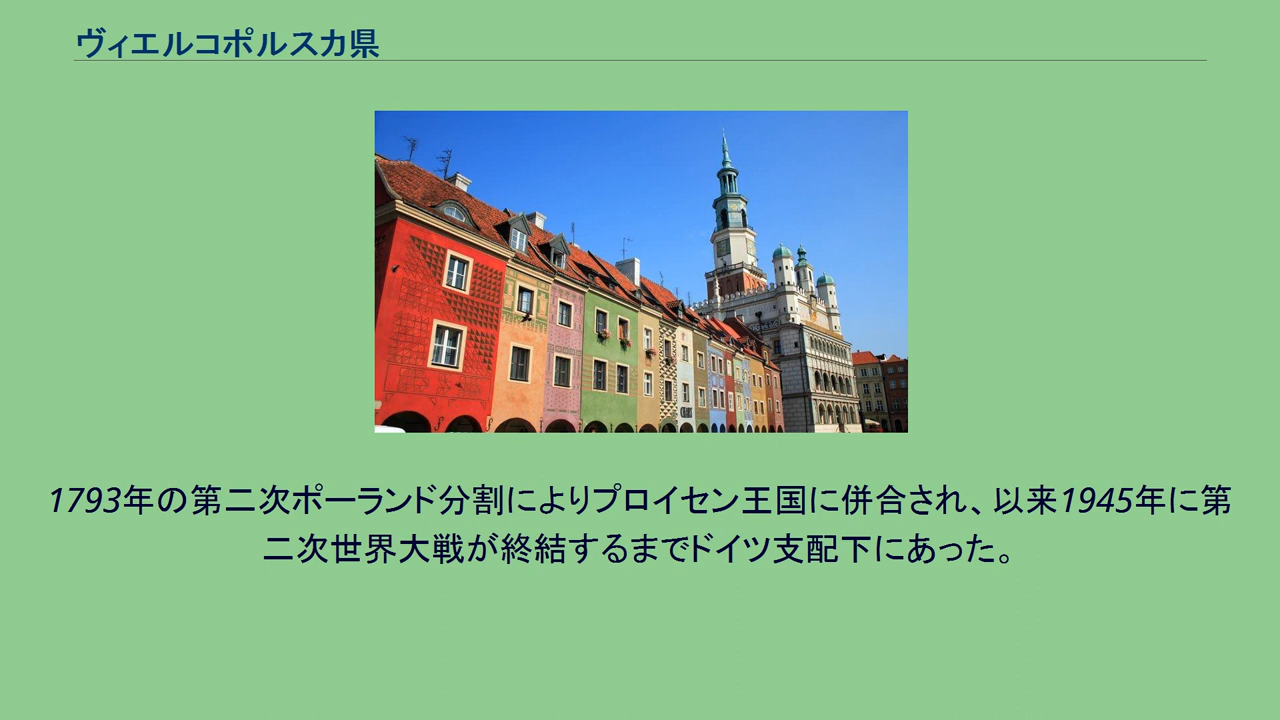 ヴィエルコポルスカ県
1793年の第二次ポーランド分割によりプロイセン王国に併合され、以来1945年に第
二次世界大戦が終結するまでドイツ支配下にあった。